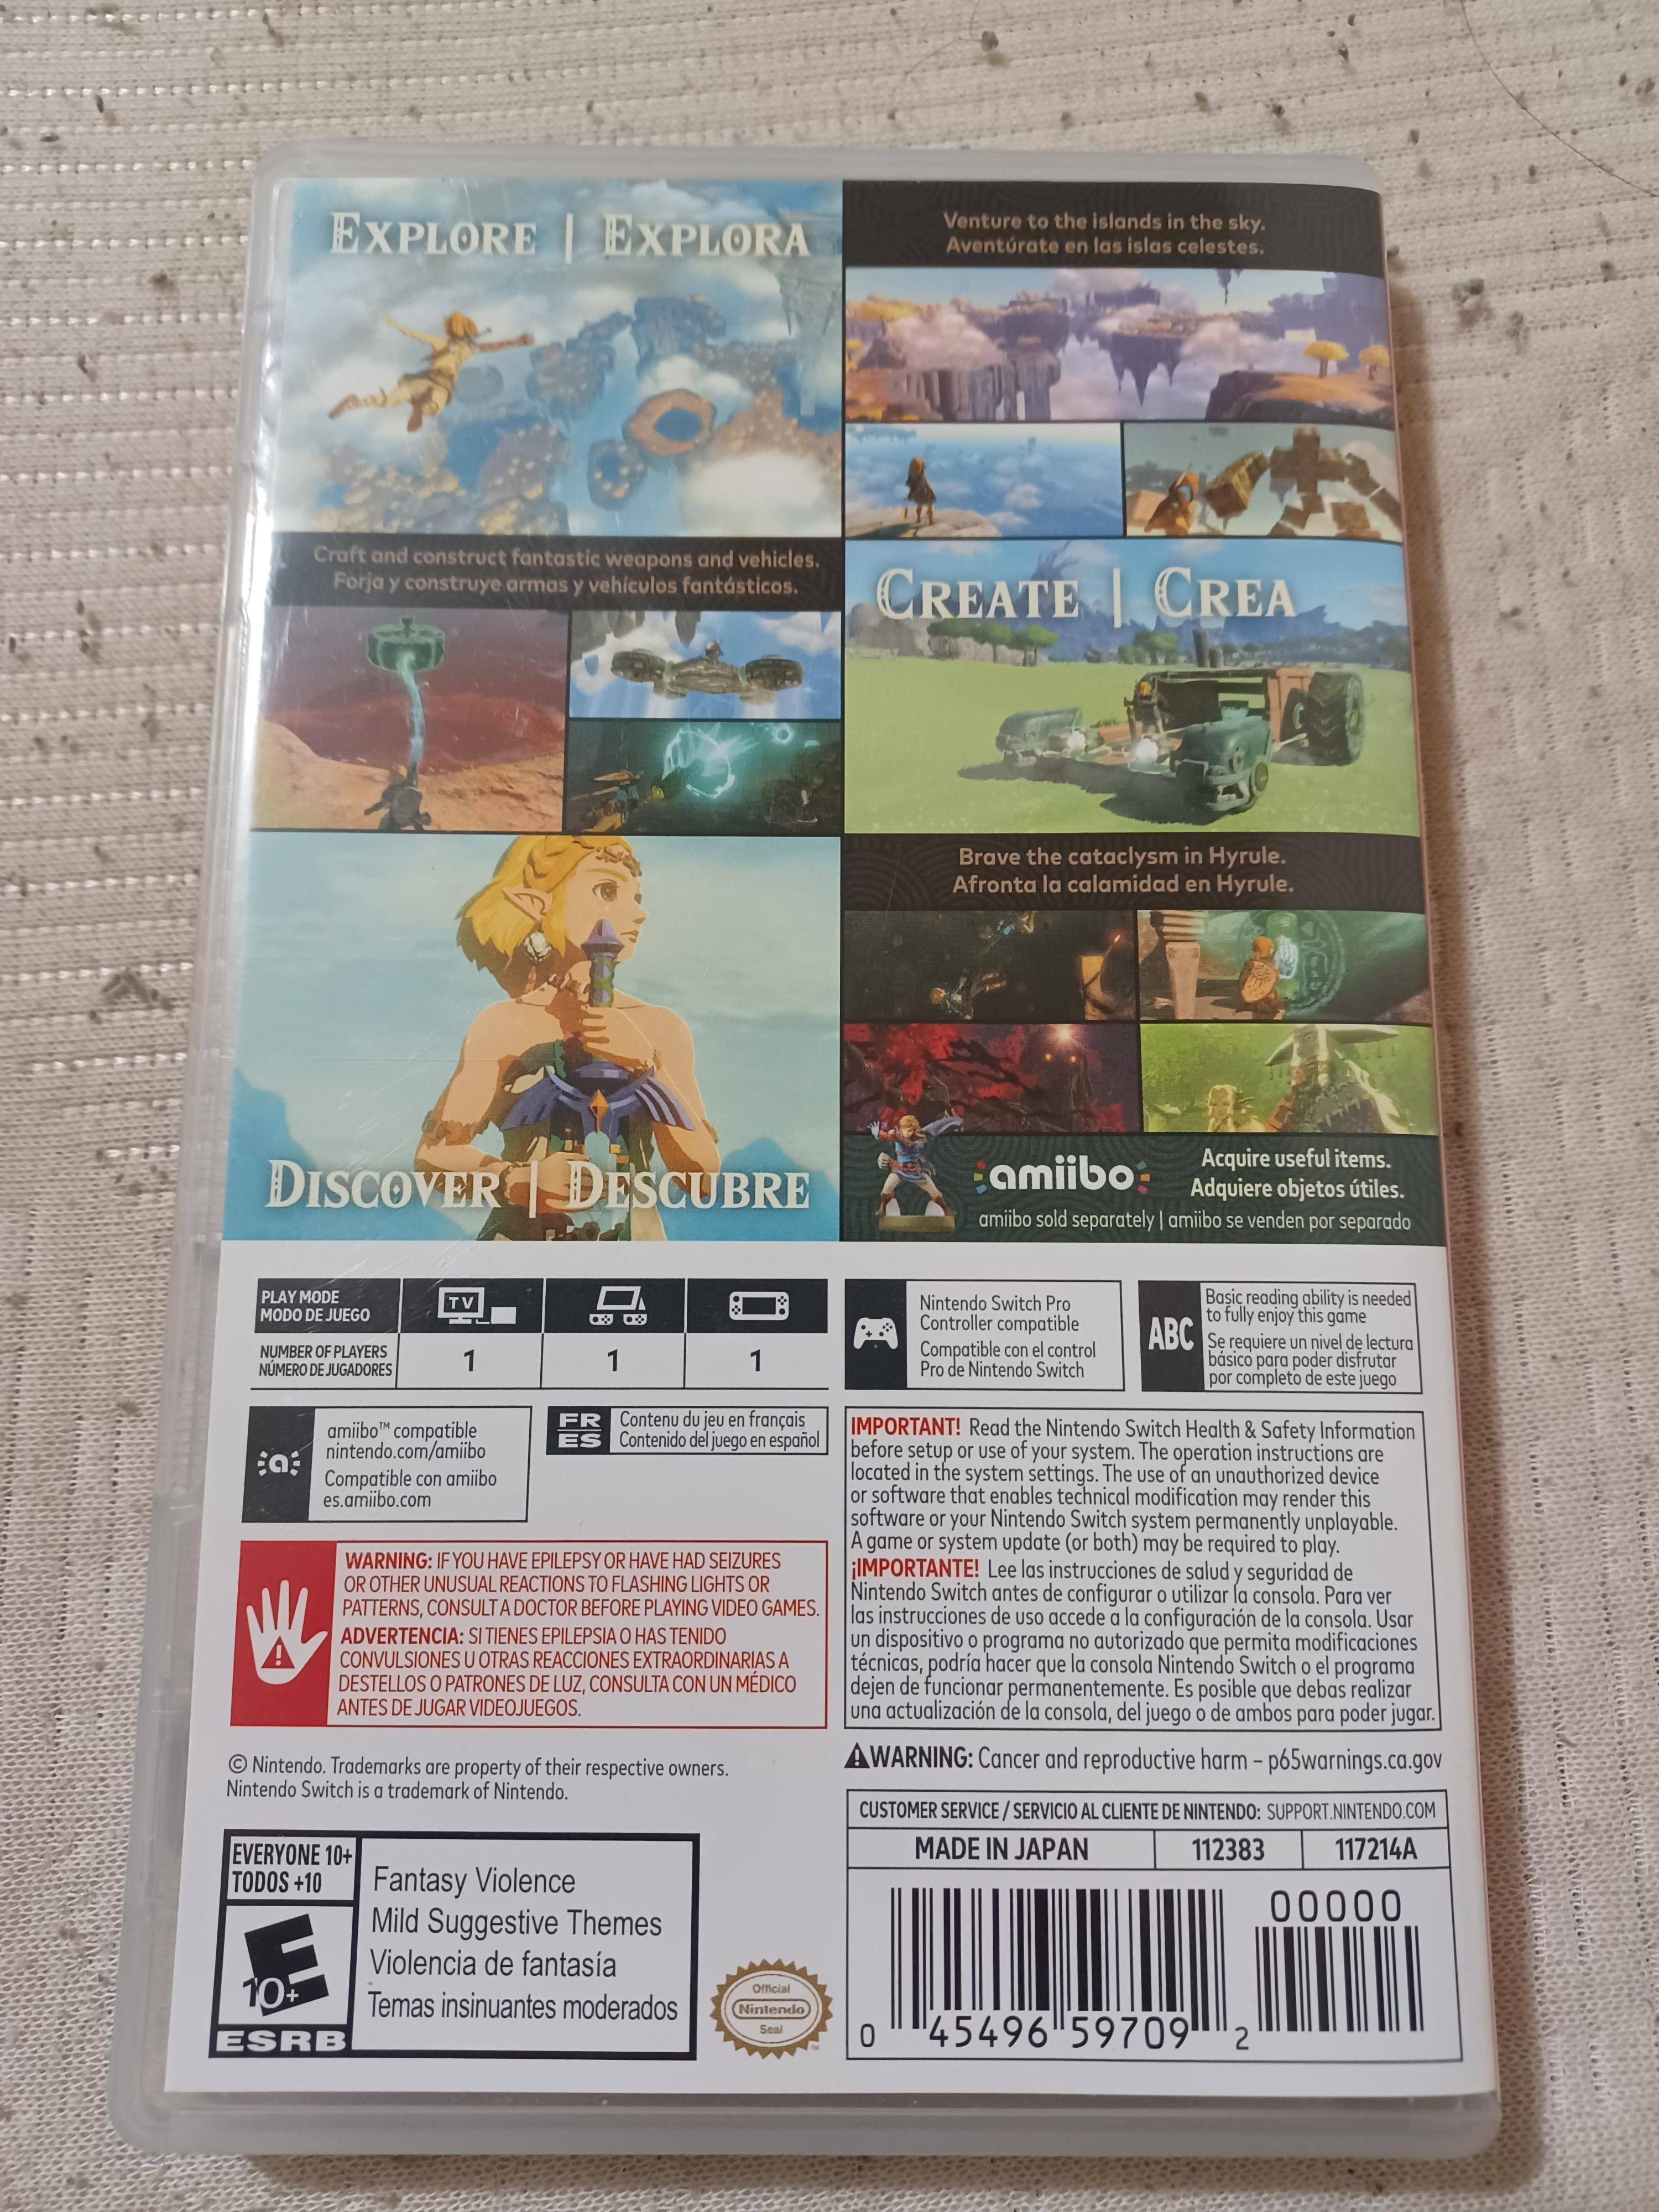 EXPLORE | EXPLORA
Venture to the islands in the sky.
Aventúrate en las islas celestes.
Craft and construct fantastic weapons and vehicles.
Forja y construye armas y vehículos fantásticos.
CREATE | CREA
Brave the cataclysm in Hyrule.
Afronta la calamidad en Hyrule.
DISCOVER | DESCUBRE
amiibo
Acquire useful items.
Adquiere objetos útiles.
amiibo sold separately | amiibo se venden por separado
PLAY MODE
MODO DE JUEGO
TV
NUMBER OF PLAYERS
NÚMERO DE JUGADORES
1 1 1
Nintendo Switch Pro
Controller compatible
Compatible con el control
Pro de Nintendo Switch
ABC
Basic reading ability is needed
to fully enjoy this game
Se requiere un nivel de lectura
básico para poder disfrutar
por completo de este juego
a
amiibo™ compatible
nintendo.com/amiibo
Compatible con amiibo
es.amiibo.com
FR Contenu du jeu en français
ES Contenido del juego en español
IMPORTANT! Read the Nintendo Switch Health & Safety Information
before setup or use of your system. The operation instructions are
located in the system settings. The use of an unauthorized device
or software that enables technical modification may render this
software or your Nintendo Switch system permanently unplayable.
A game or system update (or both) may be required to play.
¡IMPORTANTE! Lee las instrucciones de salud y seguridad de
Nintendo Switch antes de configurar o utilizar la consola. Para ver
las instrucciones de uso accede a la configuración de la consola. Usar
un dispositivo o programa no autorizado que permita modificaciones
técnicas, podría hacer que la consola Nintendo Switch o el programa
dejen de funcionar permanentemente. Es posible que debas realizar
una actualización de la consola, del juego o de ambos para poder jugar.
WARNING: IF YOU HAVE EPILEPSY OR HAVE HAD SEIZURES
OR OTHER UNUSUAL REACTIONS TO FLASHING LIGHTS OR
PATTERNS, CONSULT A DOCTOR BEFORE PLAYING VIDEO GAMES.
ADVERTENCIA: SI TIENES EPILEPSIA O HAS TENIDO
CONVULSIONES U OTRAS REACCIONES EXTRAORDINARIAS A
DESTELLOS O PATRONES DE LUZ, CONSULTA CON UN MÉDICO
ANTES DE JUGAR VIDEOJUEGOS.
© Nintendo. Trademarks are property of their respective owners.
Nintendo Switch is a trademark of Nintendo.
WARNING: Cancer and reproductive harm – p65warnings.ca.gov
CUSTOMER SERVICE / SERVICIO AL CLIENTE DE NINTENDO: SUPPORT.NINTENDO.COM
MADE IN JAPAN 112383 117214A
EVERYONE 10+
TODOS +10
E
10+
ESRB
Fantasy Violence
Mild Suggestive Themes
Violencia de fantasía
Temas insinuantes moderados
Official
Nintendo
Seal
™
00000
0 45496 59709 2